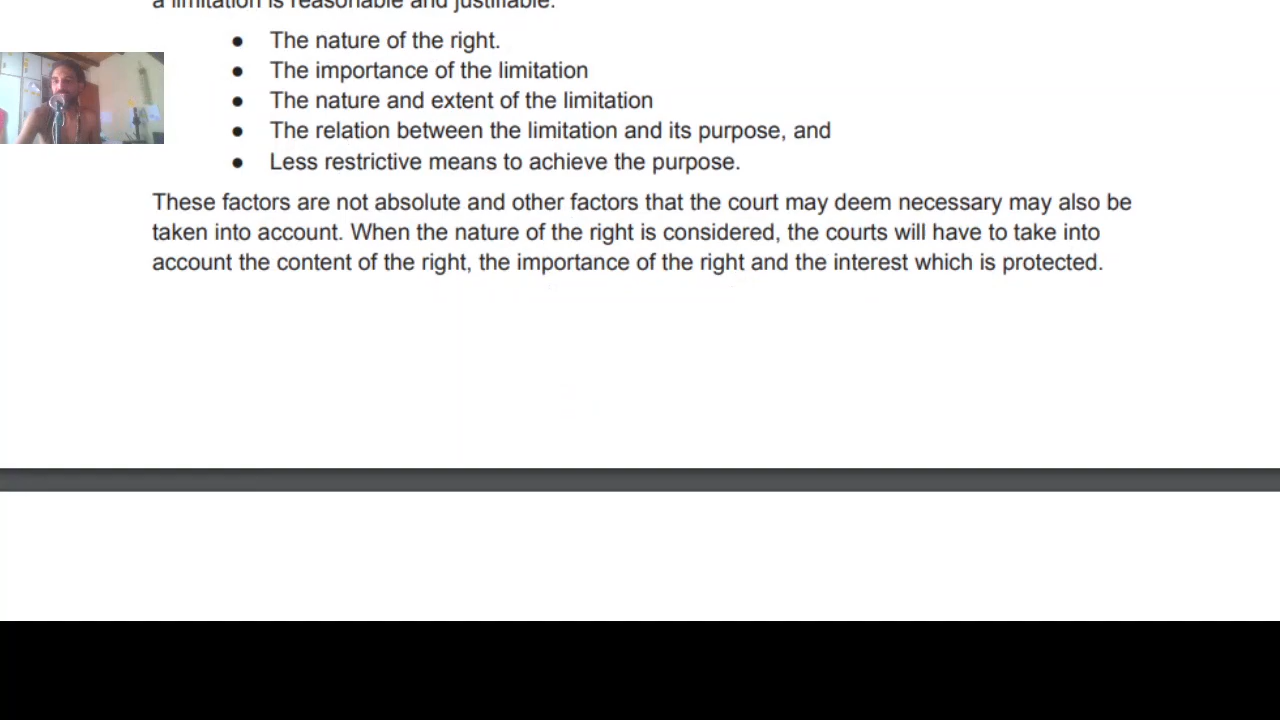 a limitation is reasonable and justifiable.
● The nature of the right.
● The importance of the limitation
● The nature and extent of the limitation
● The relation between the limitation and its purpose, and
● Less restrictive means to achieve the purpose.
These factors are not absolute and other factors that the court may deem necessary may also be
taken into account. When the nature of the right is considered, the courts will have to take into
account the content of the right, the importance of the right and the interest which is protected.